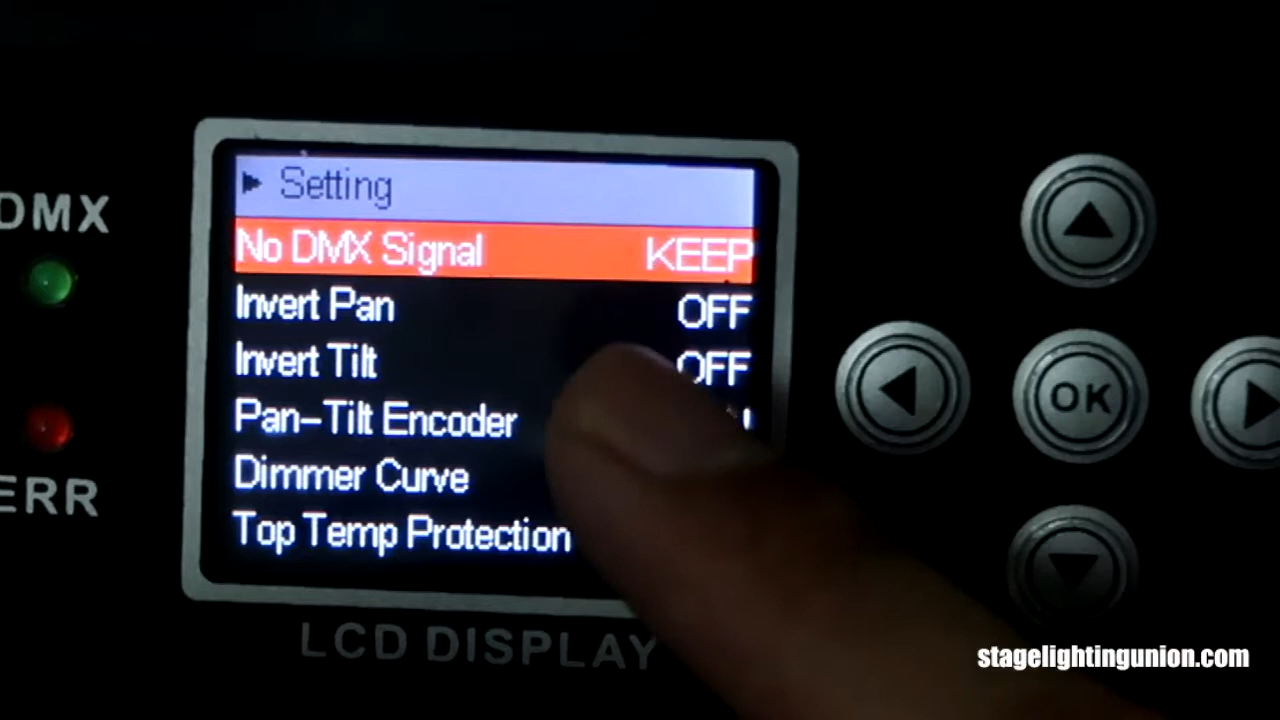 Setting
No DMX Signal KEEP
Invert Pan OFF
Invert Tilt OFF
Pan-Tilt Encoder
Dimmer Curve
Top Temp Protection
DMX
ERR
OK
LCD DISPLAY
stagelightingunion.com